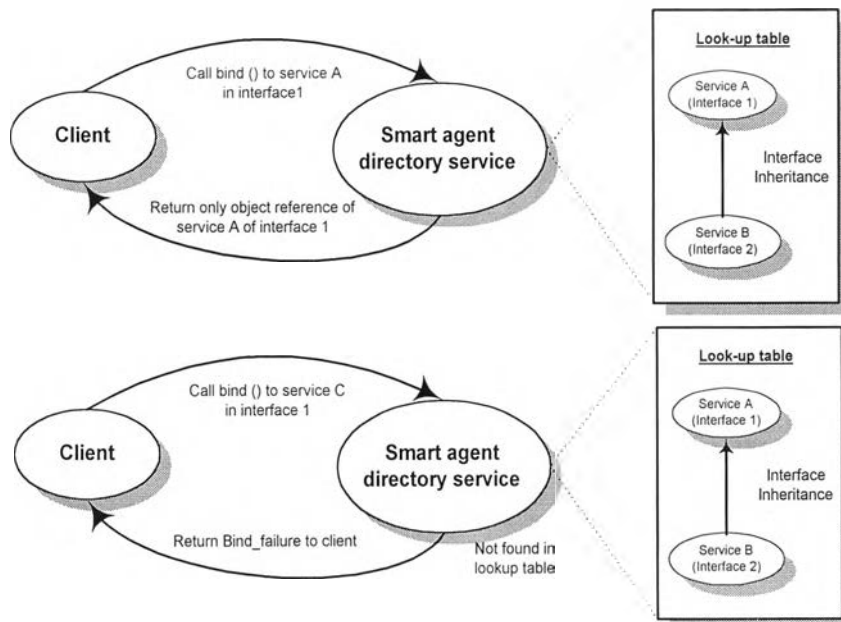 Call bind () to service A
in interface1
Client
Smart agent
directory service
Return only object reference of
service A of interface 1
Look-up table
Service A
(Interface 1)
Interface
Inheritance
Service B
(Interface 2)
Call bind () to service C
in interface 1
Client
Smart agent
directory service
Return Bind_failure to client
Not found in
lookup table
Look-up table
Service A
(Interface 1)
Interface
Inheritance
Service B
(Interface 2)